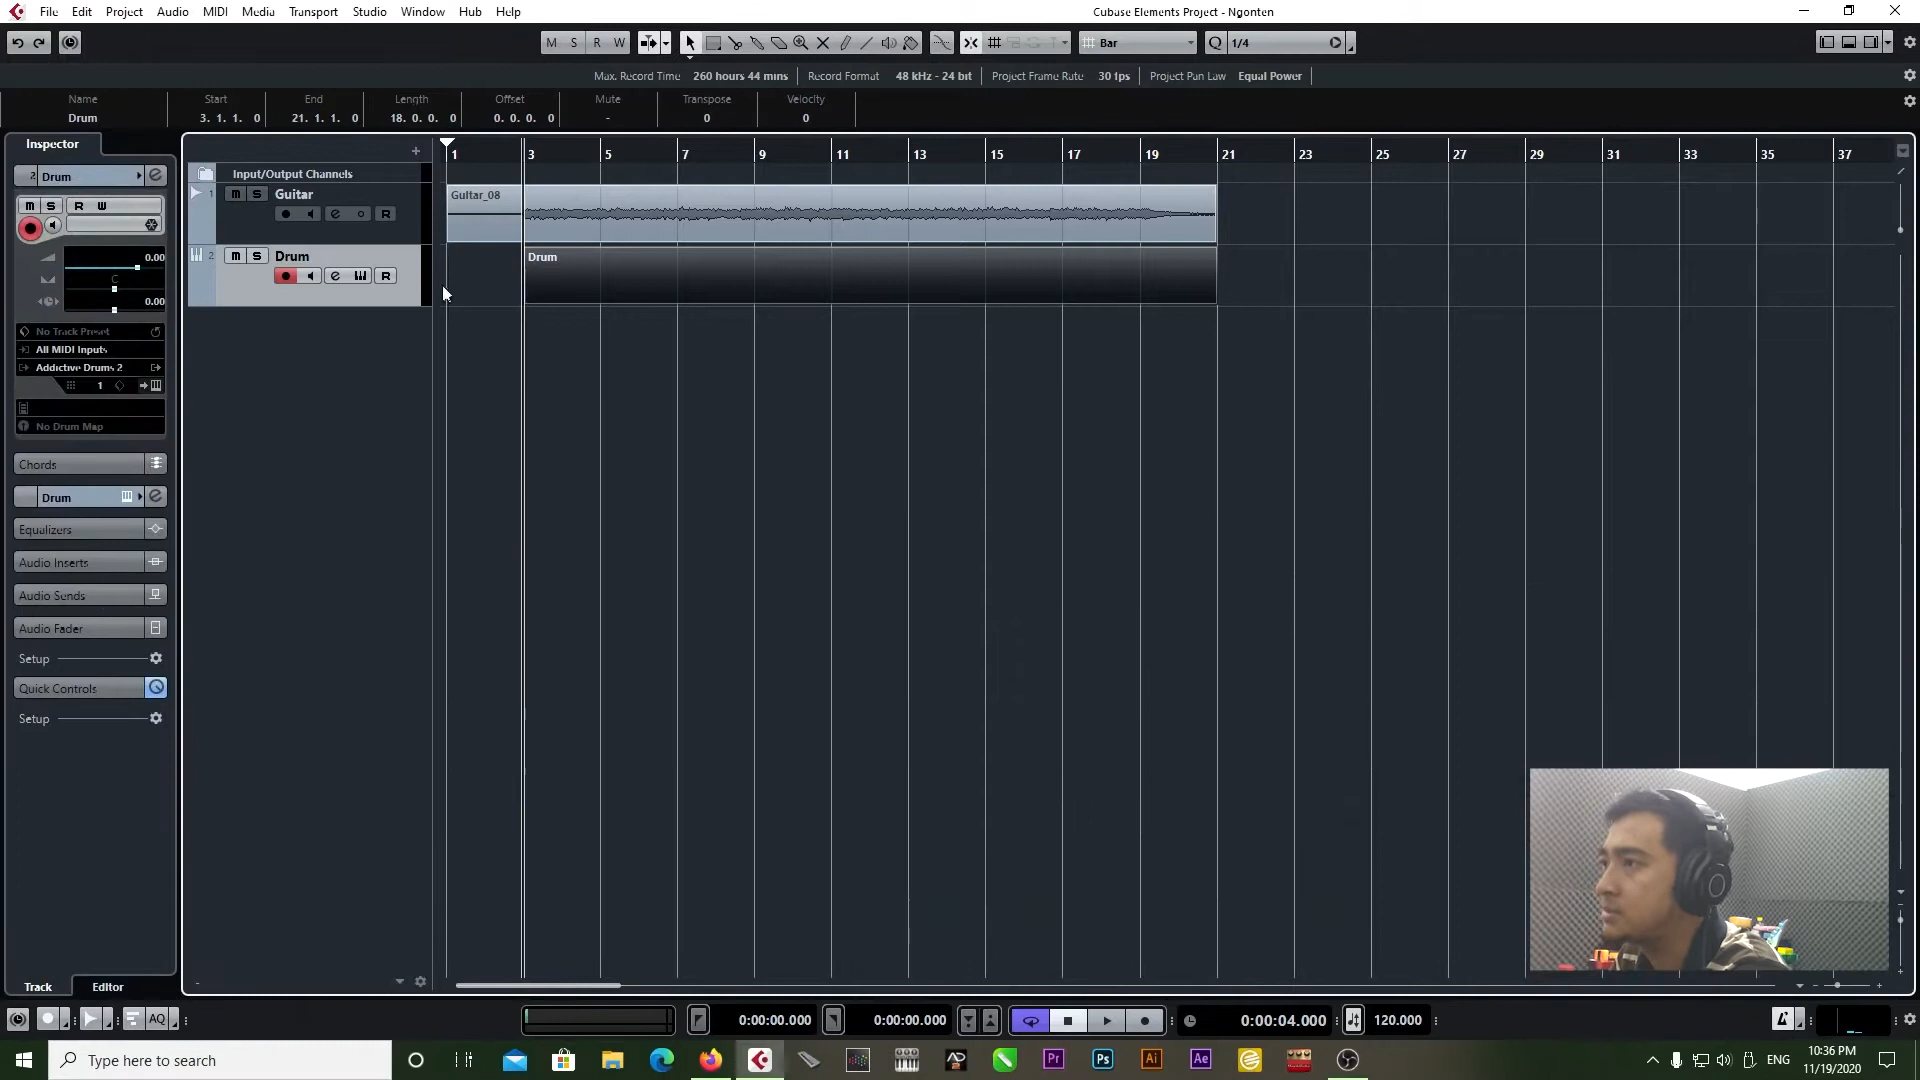 File Edit Project Audio MIDI Media Transport Studio Window Hub Help
Cubase Elements Project - Ngonten
M S R W
Bar
Q 1/4
Max. Record Time 260 hours 44 mins Record Format 48 kHz - 24 bit Project Frame Rate 30 fps Project Pan Law Equal Power
Name Start End Length Offset Mute Transpose Velocity
Drum 3. 1. 1. 0 21. 1. 1. 0 18. 0. 0. 0 0. 0. 0. 0 - 0 0
Inspector
2 Drum
M S R W
0.00
C
0.00
No Track Preset
All MIDI Inputs
Addictive Drums 2
1
No Drum Map
Chords
Drum
Equalizers
Audio Inserts
Audio Sends
Audio Fader
Setup
Quick Controls
Setup
Track Editor
1 3 5 7 9 11 13 15 17 19 21 23 25 27 29 31 33 35 37
Input/Output Channels
1 m S Guitar
R
Guitar_08
2 m S Drum
R
Drum
AQ
0:00:00.000 0:00:00.000 0:00:04.000 120.000
Type here to search
Pr Ps Ai Ae
ENG
10:36 PM
11/19/2020